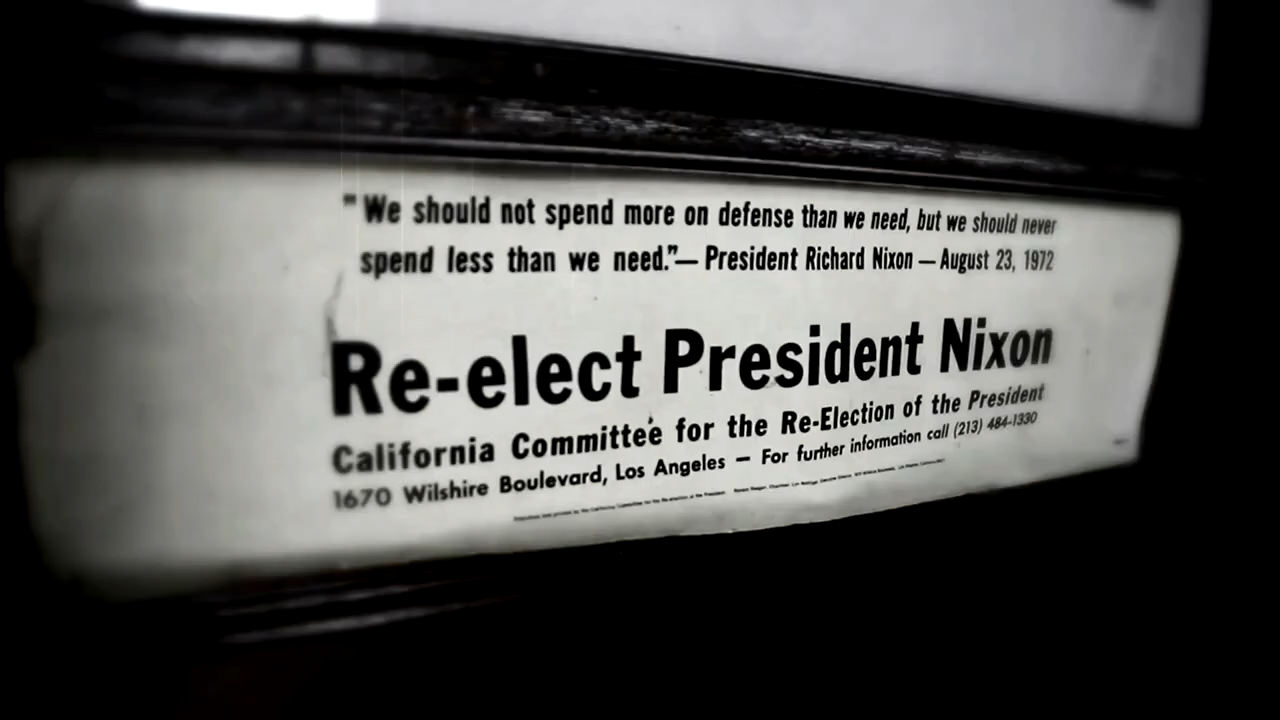 "We should not spend more on defense than we need, but we should never
spend less than we need."— President Richard Nixon — August 23, 1972
Re-elect President Nixon
California Committee for the Re-Election of the President
1670 Wilshire Boulevard, Los Angeles — For further information call (213) 484-1330